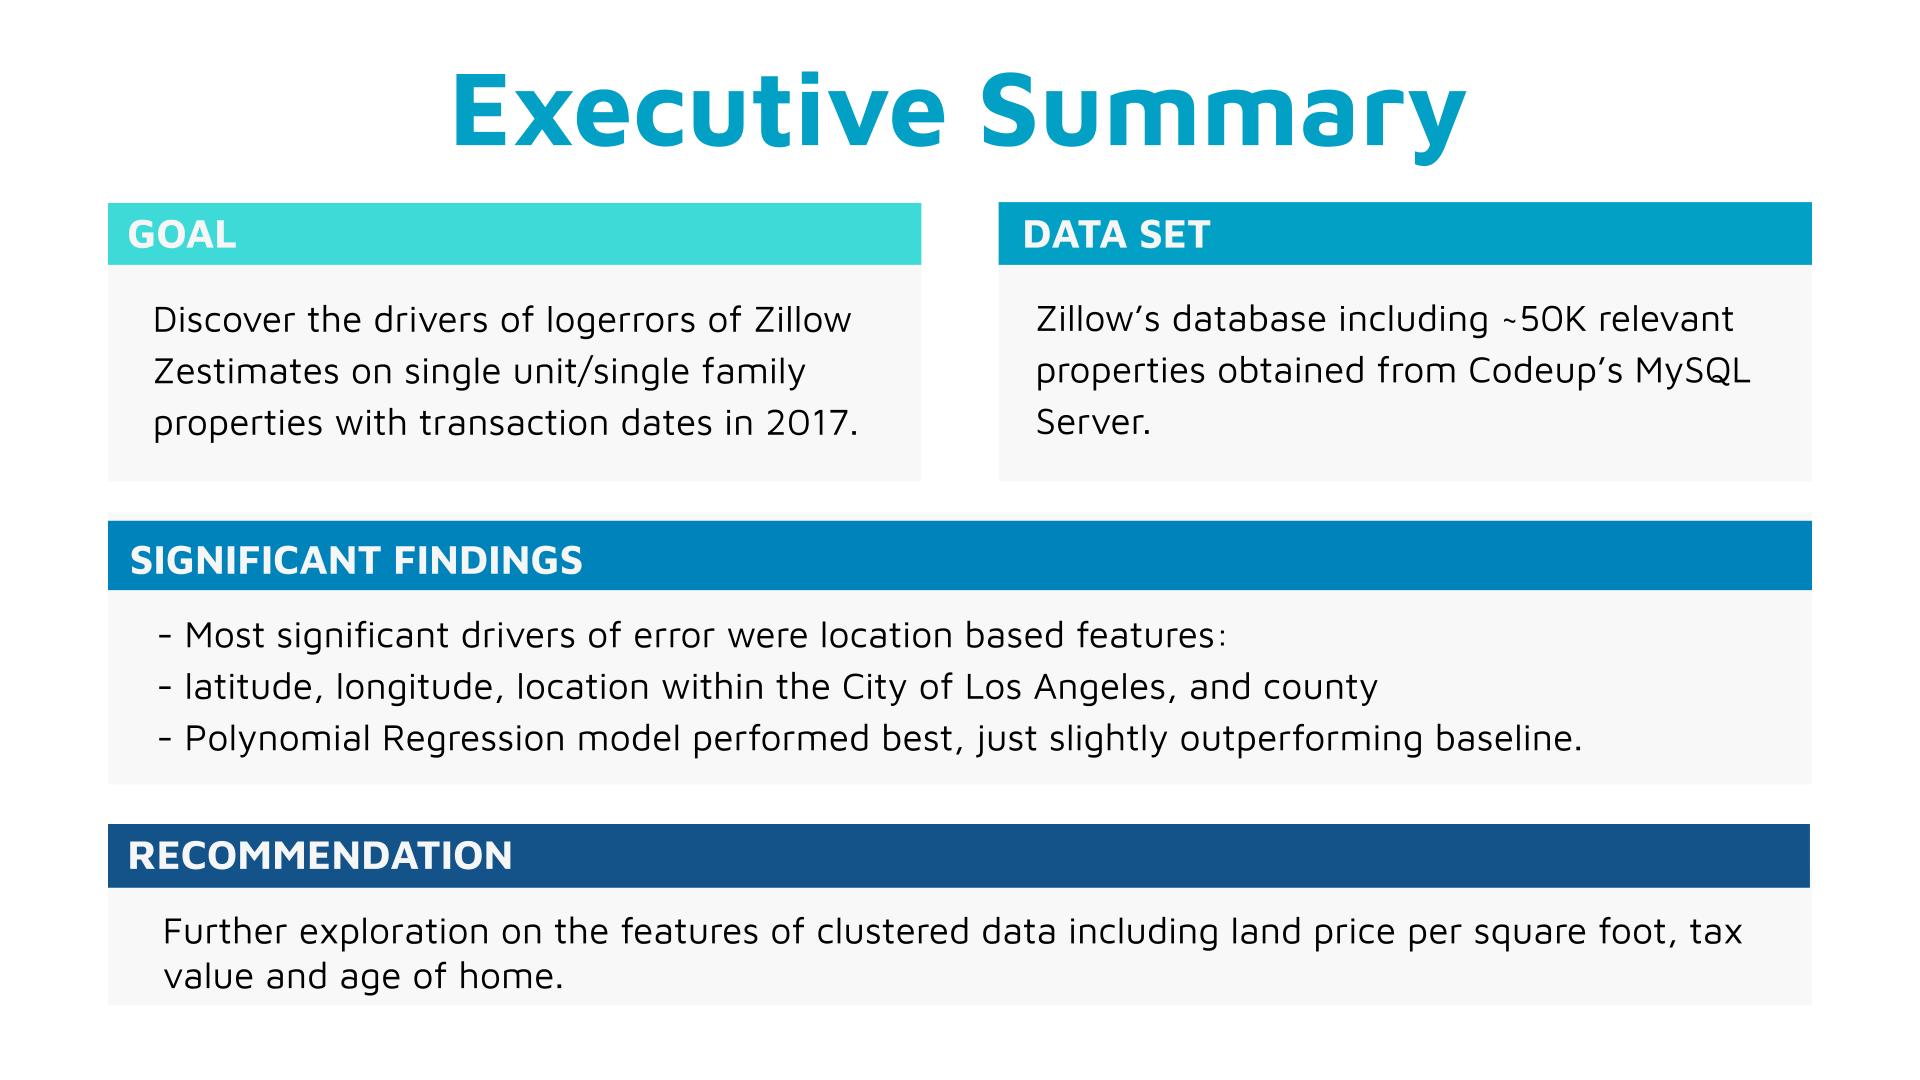 Executive Summary
GOAL
Discover the drivers of logerrors of Zillow
Zestimates on single unit/single family
properties with transaction dates in 2017.
DATA SET
Zillow’s database including ~50K relevant
properties obtained from Codeup’s MySQL
Server.
SIGNIFICANT FINDINGS
- Most significant drivers of error were location based features:
- latitude, longitude, location within the City of Los Angeles, and county
- Polynomial Regression model performed best, just slightly outperforming baseline.
RECOMMENDATION
Further exploration on the features of clustered data including land price per square foot, tax
value and age of home.